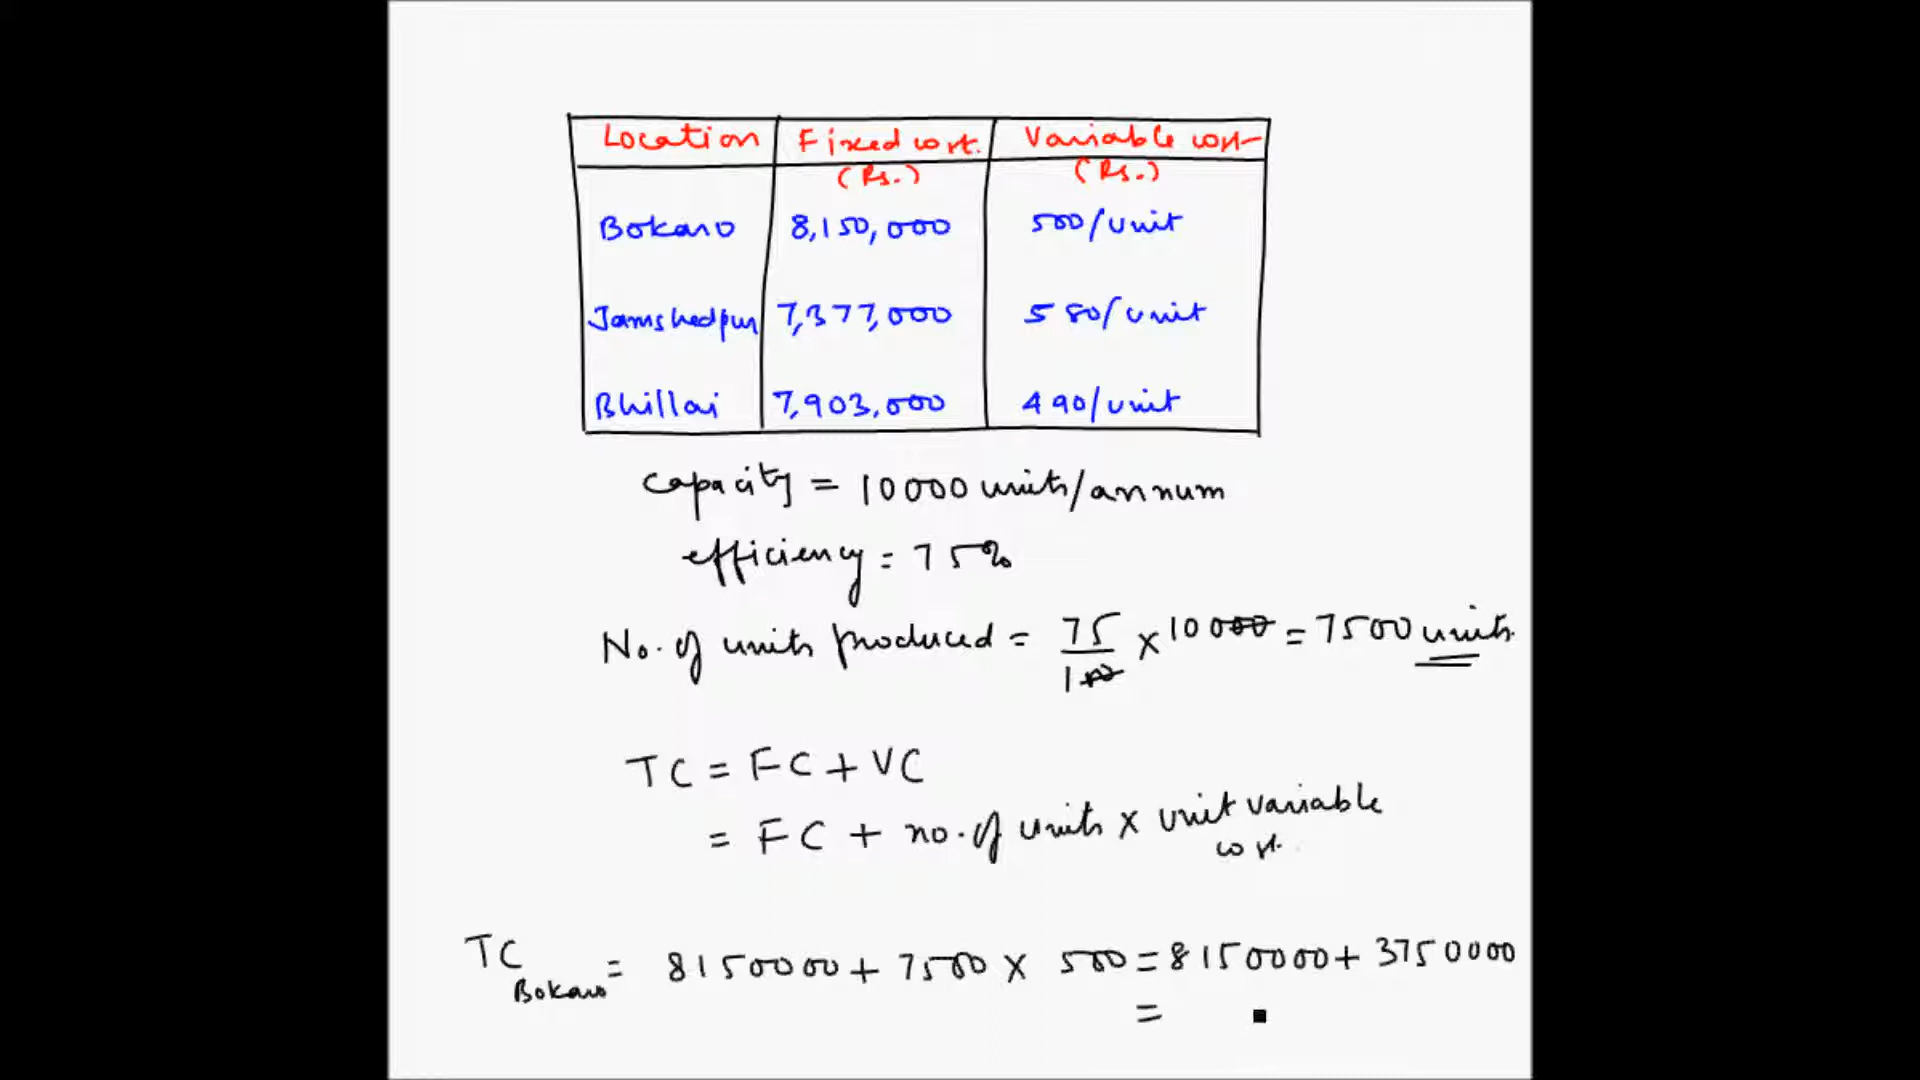 Location Fixed cost. Variable cost
(Rs.) (Rs.)
Bokaro 8,150,000 500/unit
Jamshedpur 7,377,000 580/unit
Bhillai 7,903,000 490/unit
capacity = 10000 units/annum
efficiency = 75%
No. of units produced = 75/100 × 10000 = 7500 units.
TC = FC + VC
= FC + no. of units × unit variable
cost.
TC Bokaro = 8150000 + 7500 × 500 = 8150000 + 3750000
=